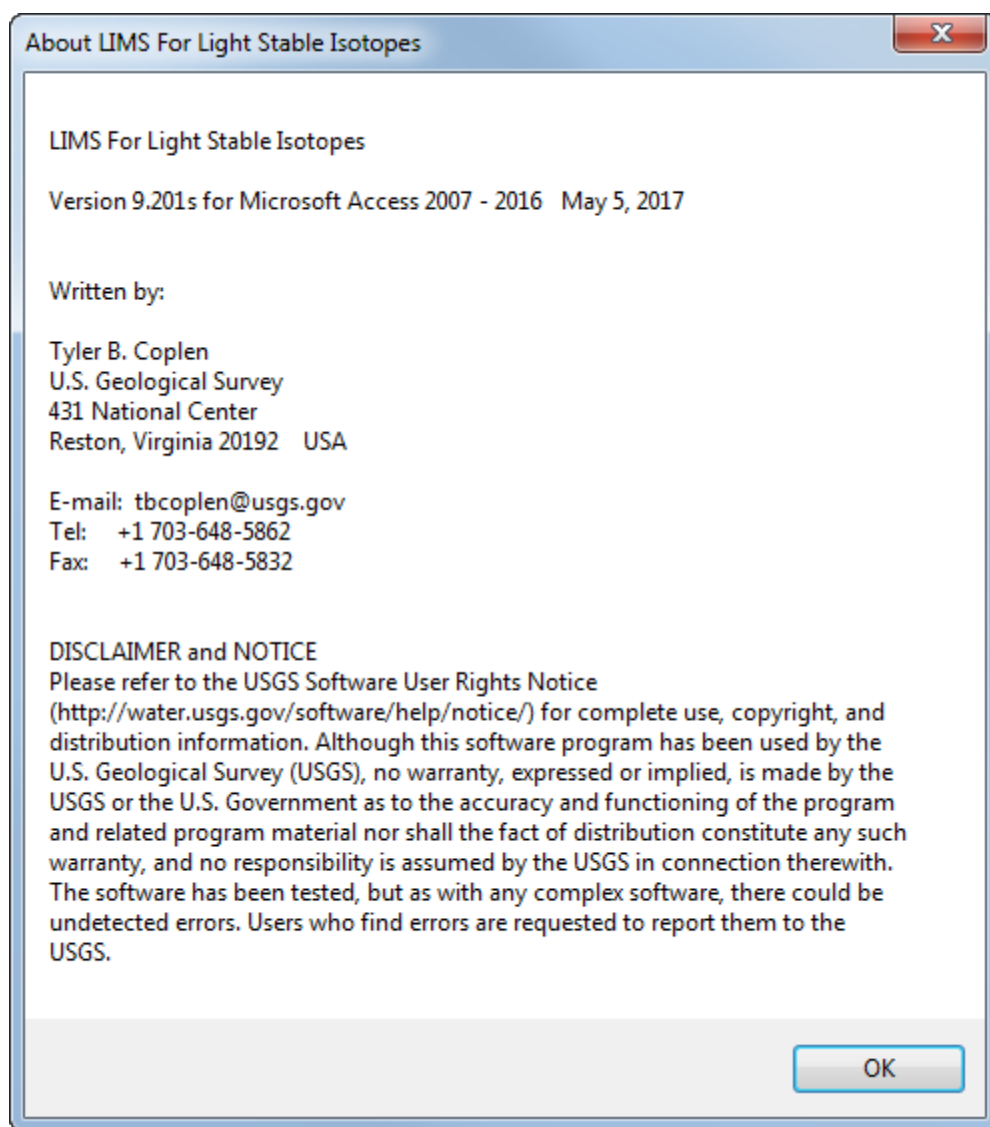 About LIMS For Light Stable Isotopes
LIMS For Light Stable Isotopes
Version 9.201s for Microsoft Access 2007 - 2016   May 5, 2017
Written by:
Tyler B. Coplen
U.S. Geological Survey
431 National Center
Reston, Virginia 20192    USA
E-mail:  tbcoplen@usgs.gov
Tel:     +1 703-648-5862
Fax:    +1 703-648-5832
DISCLAIMER and NOTICE
Please refer to the USGS Software User Rights Notice
(http://water.usgs.gov/software/help/notice/) for complete use, copyright, and
distribution information. Although this software program has been used by the
U.S. Geological Survey (USGS), no warranty, expressed or implied, is made by the
USGS or the U.S. Government as to the accuracy and functioning of the program
and related program material nor shall the fact of distribution constitute any such
warranty, and no responsibility is assumed by the USGS in connection therewith.
The software has been tested, but as with any complex software, there could be
undetected errors. Users who find errors are requested to report them to the
USGS.
OK